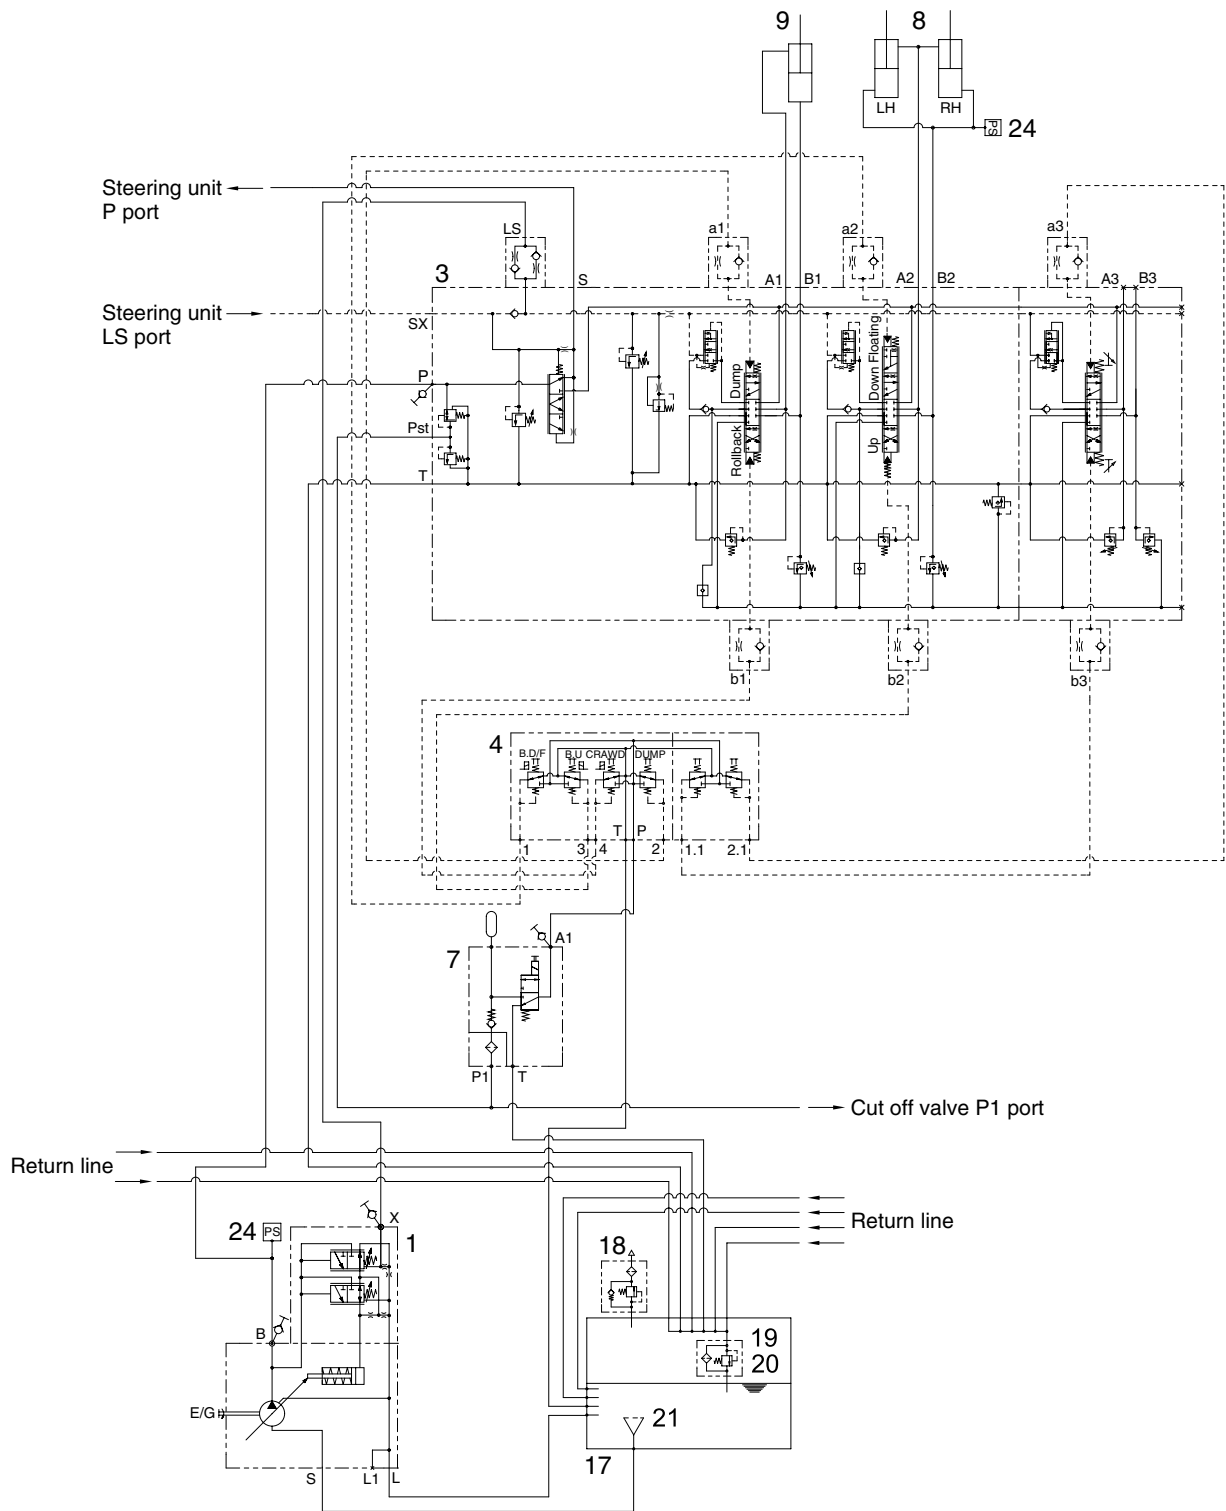 9
8
LH
RH
PS
24
Steering unit
P port
LS
a1
a2
a3
3
S
A1
B1
A2
B2
A3
B3
Steering unit
LS port
SX
P
Pst
T
Dump
Rollback
Down Floating
Up
b1
b2
b3
4
B.D/F
B.U
CRAWD
DUMP
T
P
1
3
4
2
1.1
2.1
7
A1
P1
T
Cut off valve P1 port
Return line
X
24
PS
1
Return line
18
B
19
20
E/G
21
S
L1
L
17